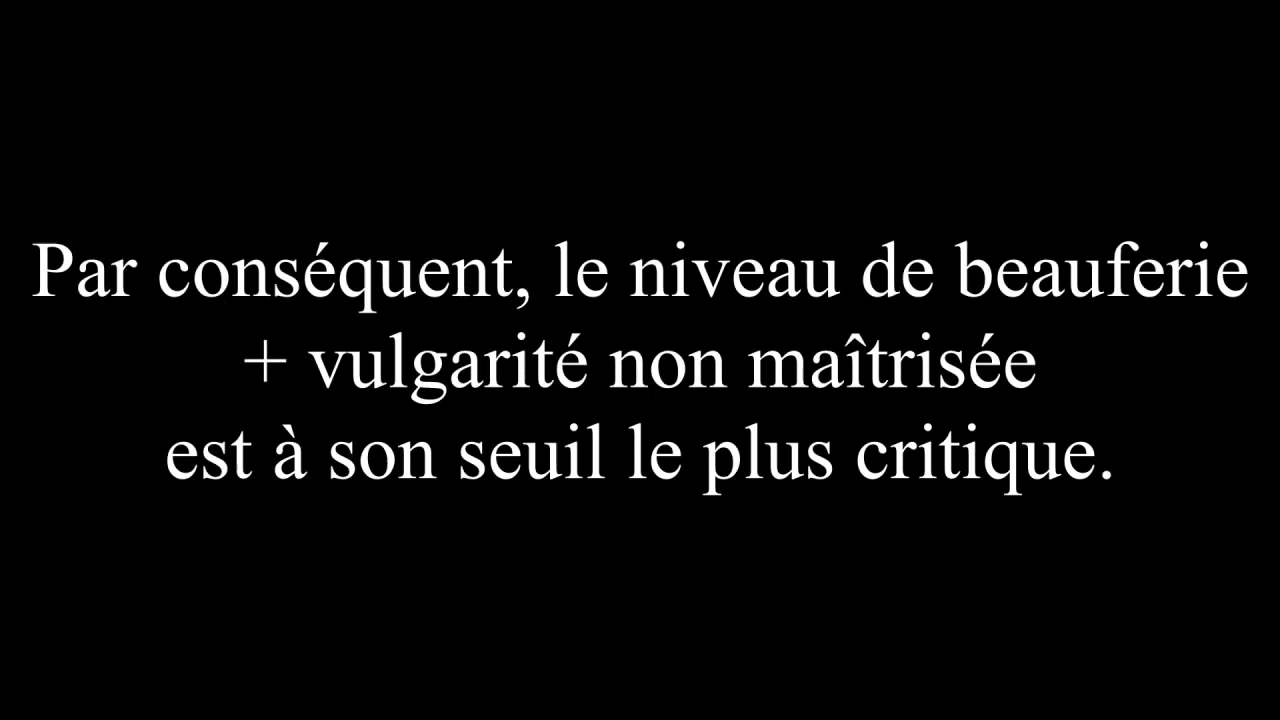 Par conséquent, le niveau de beauferie
+ vulgarité non maîtrisée
est à son seuil le plus critique.